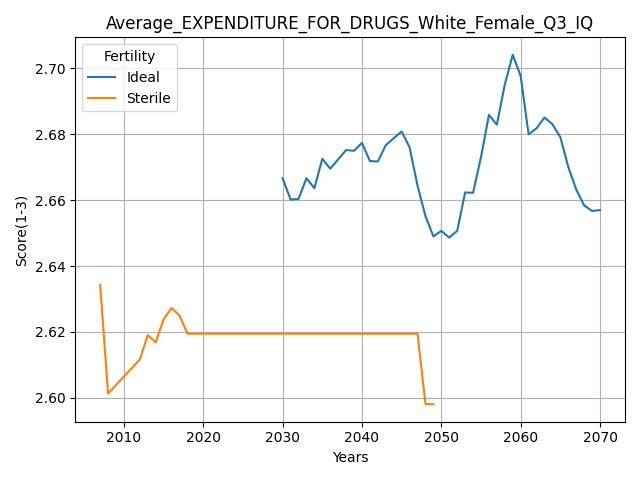 Average_EXPENDITURE_FOR_DRUGS_White_Female_Q3_IQ
Fertility
Ideal
Sterile
Score(1-3)
2.70
2.68
2.66
2.64
2.62
2.60
2010 2020 2030 2040 2050 2060 2070
Years